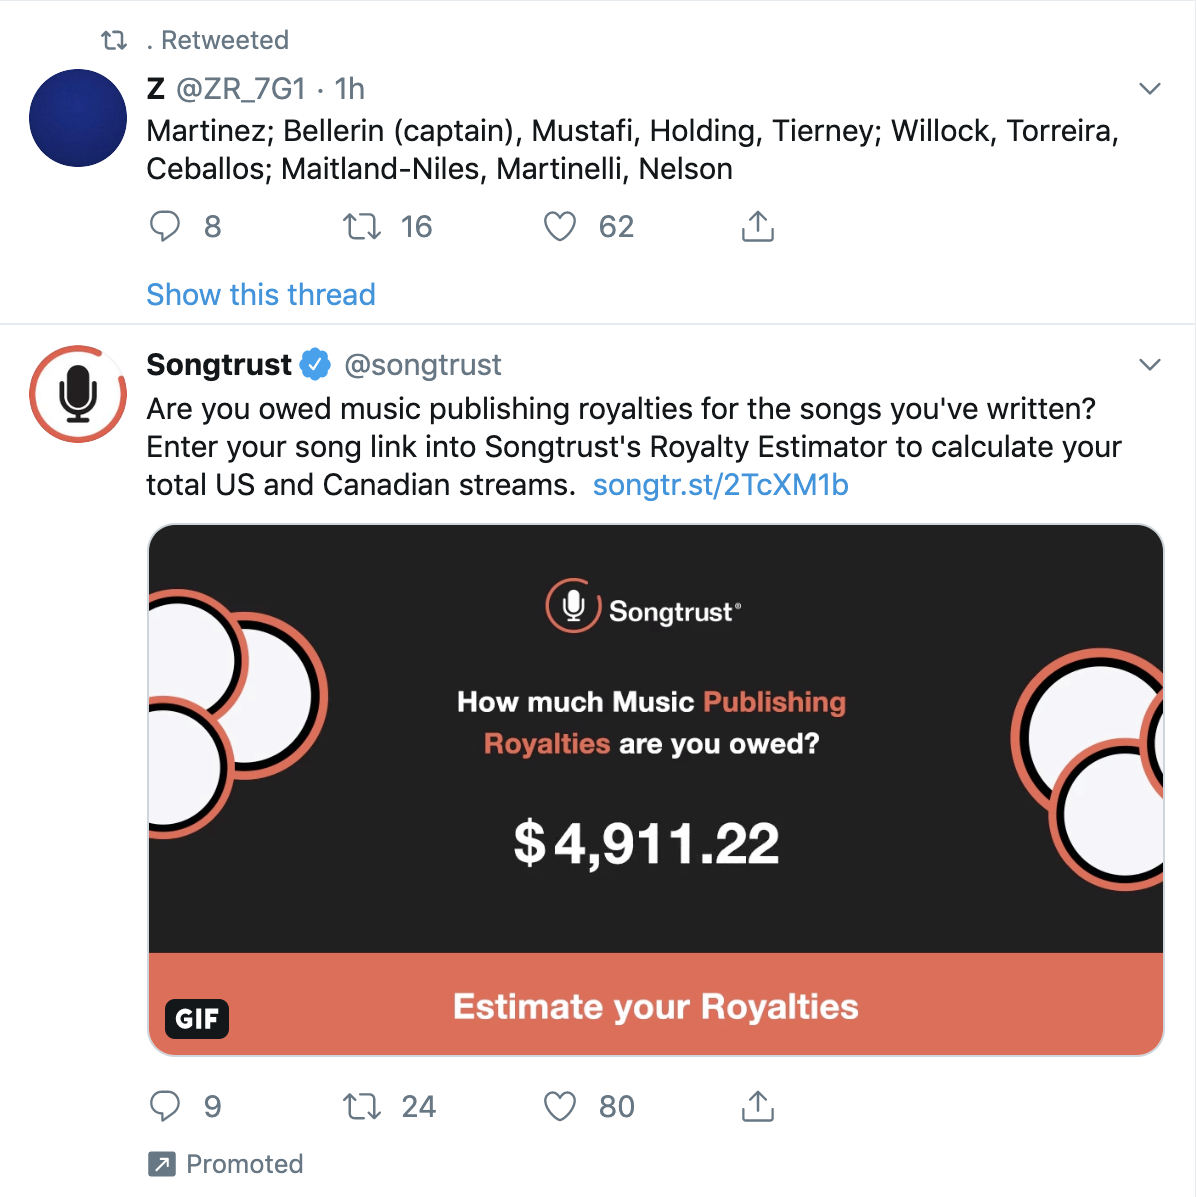 . Retweeted
Z @ZR_7G1 · 1h
Martinez; Bellerin (captain), Mustafi, Holding, Tierney; Willock, Torreira,
Ceballos; Maitland-Niles, Martinelli, Nelson
8 16 62
Show this thread
Songtrust @songtrust
Are you owed music publishing royalties for the songs you've written?
Enter your song link into Songtrust's Royalty Estimator to calculate your
total US and Canadian streams. songtr.st/2TcXM1b
Songtrust®
How much Music Publishing
Royalties are you owed?
$4,911.22
Estimate your Royalties
GIF
9 24 80
Promoted